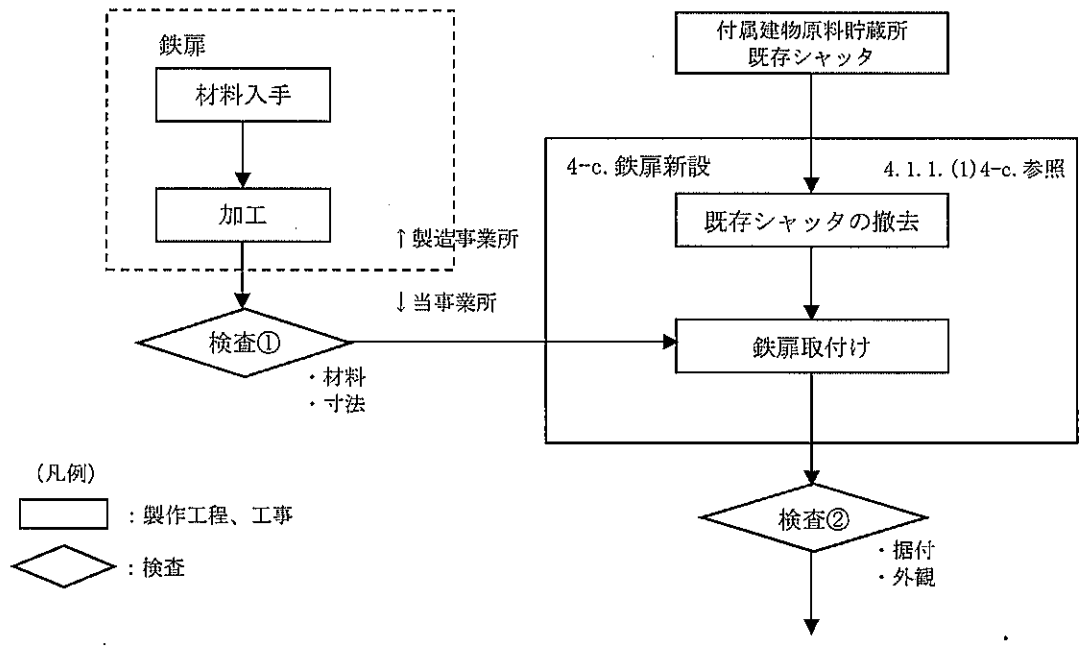 鉄扉
材料入手
加工
↑製造事業所
↓当事業所
検査①
・材料
・寸法
付属建物原料貯蔵所
既存シャッタ
4-c.鉄扉新設
4.1.1.(1)4-c.参照
既存シャッタの撤去
鉄扉取付け
検査②
・据付
・外観
(凡例)
：製作工程、工事
：検査